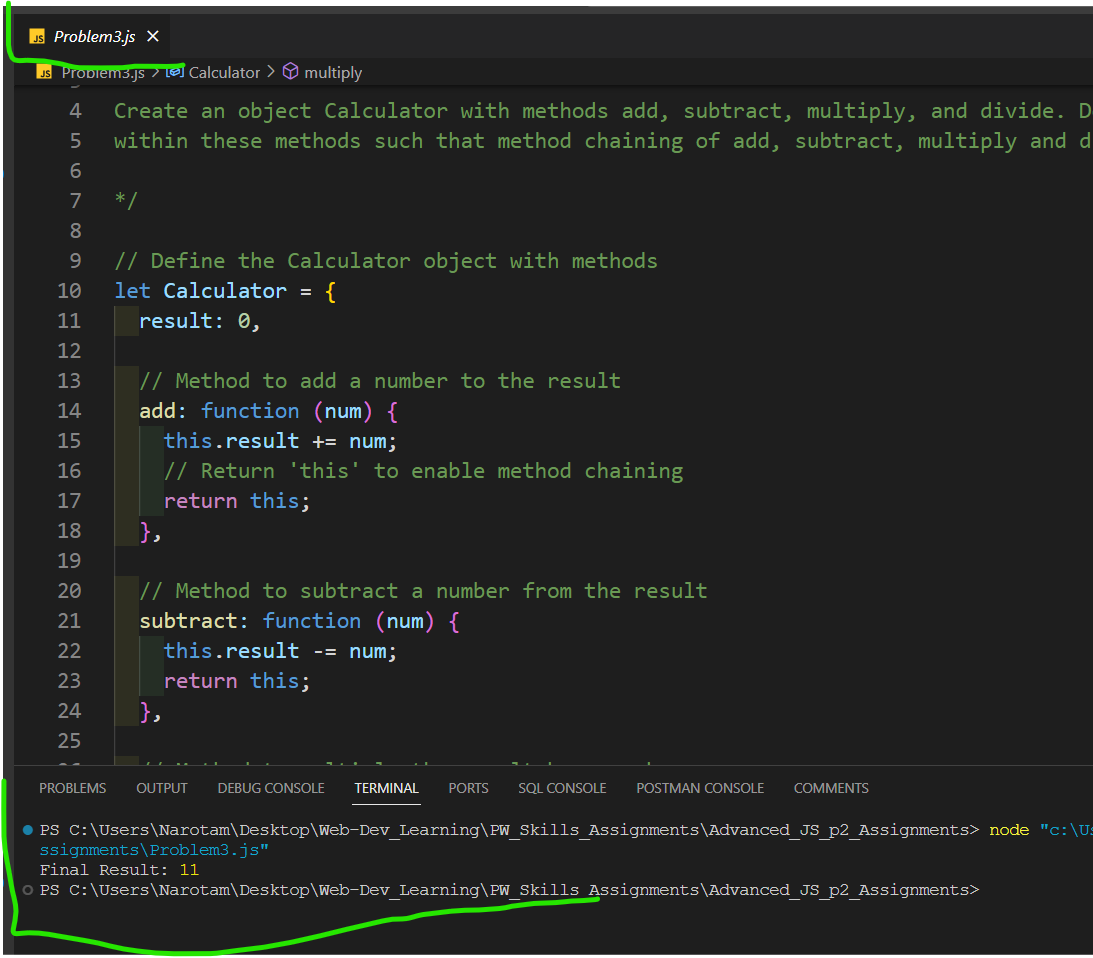 JS Problem3.js ×
JS Problem3.js > Calculator > multiply
4 Create an object Calculator with methods add, subtract, multiply, and divide.
5 within these methods such that method chaining of add, subtract, multiply and
6
7 */
8
9 // Define the Calculator object with methods
10 let Calculator = {
11 result: 0,
12
13 // Method to add a number to the result
14 add: function (num) {
15 this.result += num;
16 // Return 'this' to enable method chaining
17 return this;
18 },
19
20 // Method to subtract a number from the result
21 subtract: function (num) {
22 this.result -= num;
23 return this;
24 },
25
PROBLEMS OUTPUT DEBUG CONSOLE TERMINAL PORTS SQL CONSOLE POSTMAN CONSOLE COMMENTS
PS C:\Users\Narotam\Desktop\Web-Dev_Learning\PW_Skills_Assignments\Advanced_JS_p2_Assignments> node "c:\Us
ssignments\Problem3.js"
Final Result: 11
PS C:\Users\Narotam\Desktop\Web-Dev_Learning\PW_Skills_Assignments\Advanced_JS_p2_Assignments>